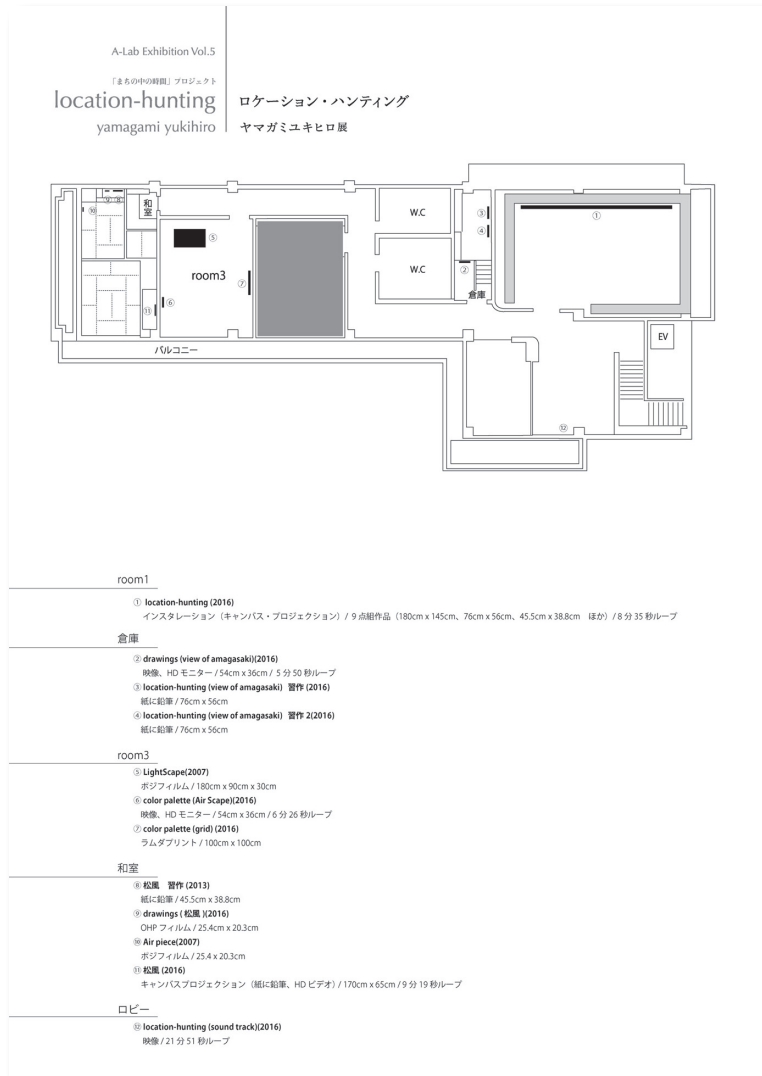 A-Lab Exhibition Vol.5
「まちの中の時間」プロジェクト
location-hunting
ロケーション・ハンティング
yamagami yukihiro
ヤマガミユキヒロ展
和室
⑩
⑤
room3
⑦
⑥
⑪
バルコニー
W.C
W.C
③
④
②
倉庫
①
EV
⑫
room1
① location-hunting (2016)
インスタレーション（キャンバス・プロジェクション）/ 9 点組作品（180cm x 145cm、76cm x 56cm、45.5cm x 38.8cm　ほか）/ 8 分 35 秒ループ
倉庫
② drawings (view of amagasaki)(2016)
映像、HD モニター / 54cm x 36cm / 5 分 50 秒ループ
③ location-hunting (view of amagasaki) 習作 (2016)
紙に鉛筆 / 76cm x 56cm
④ location-hunting (view of amagasaki) 習作 2(2016)
紙に鉛筆 / 76cm x 56cm
room3
⑤ LightScape(2007)
ポジフィルム / 180cm x 90cm x 30cm
⑥ color palette (Air Scape)(2016)
映像、HD モニター / 54cm x 36cm / 6 分 26 秒ループ
⑦ color palette (grid) (2016)
ラムダプリント / 100cm x 100cm
和室
⑧ 松風　習作 (2013)
紙に鉛筆 / 45.5cm x 38.8cm
⑨ drawings ( 松風 )(2016)
OHP フィルム / 25.4cm x 20.3cm
⑩ Air piece(2007)
ポジフィルム / 25.4 x 20.3cm
⑪ 松風 (2016)
キャンバスプロジェクション（紙に鉛筆、HD ビデオ）/ 170cm x 65cm / 9 分 19 秒ループ
ロビー
⑫ location-hunting (sound track)(2016)
映像 / 21 分 51 秒ループ